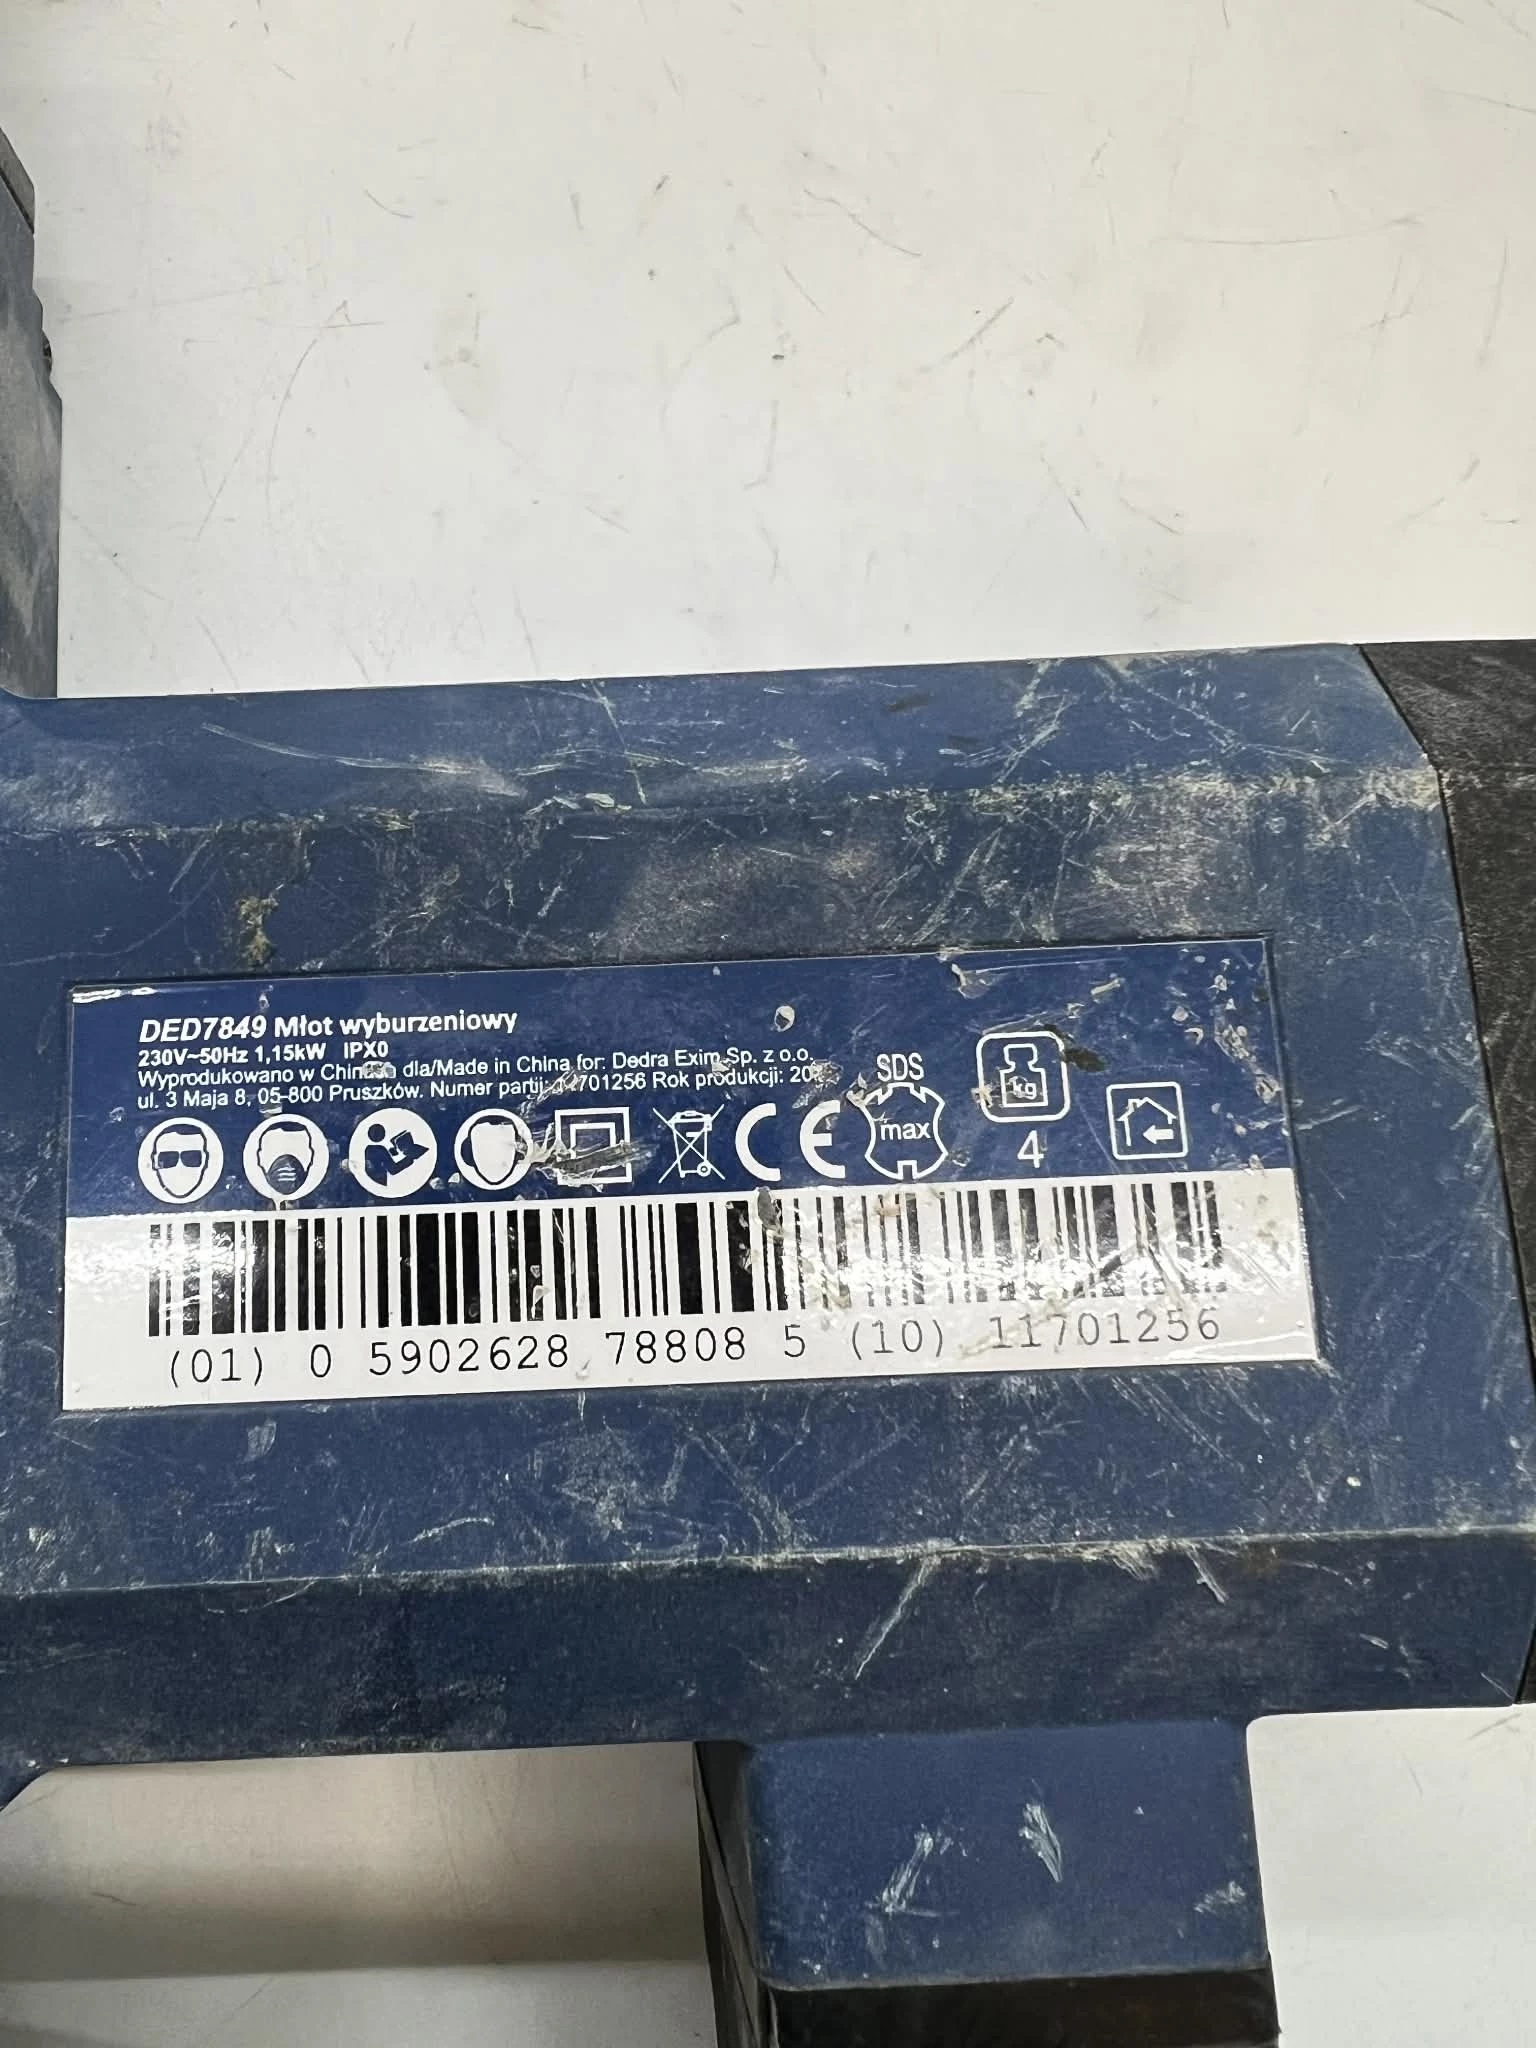 DED7849 Młot wyburzeniowy
230V~50Hz 1,15kW IPX0
Wyprodukowano w Chinach dla/Made in China for: Dedra Exim Sp. z o.o.
ul. 3 Maja 8, 05-800 Pruszków. Numer partii: 11701256 Rok produkcji:
SDS
max
kg
4
CE
(01) 0 5902628 78808 5 (10) 11701256